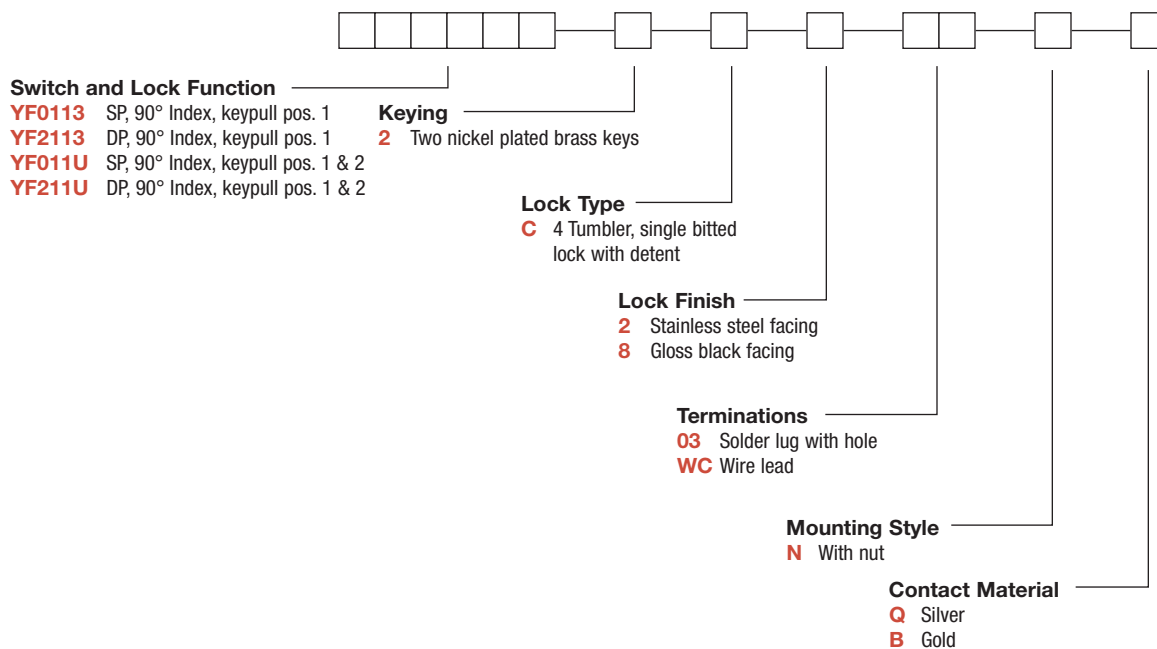 Switch and Lock Function
YF0113 SP, 90° Index, keypull pos. 1
YF2113 DP, 90° Index, keypull pos. 1
YF011U SP, 90° Index, keypull pos. 1 & 2
YF211U DP, 90° Index, keypull pos. 1 & 2
Keying
2 Two nickel plated brass keys
Lock Type
C 4 Tumbler, single bitted
lock with detent
Lock Finish
2 Stainless steel facing
8 Gloss black facing
Terminations
03 Solder lug with hole
WC Wire lead
Mounting Style
N With nut
Contact Material
Q Silver
B Gold